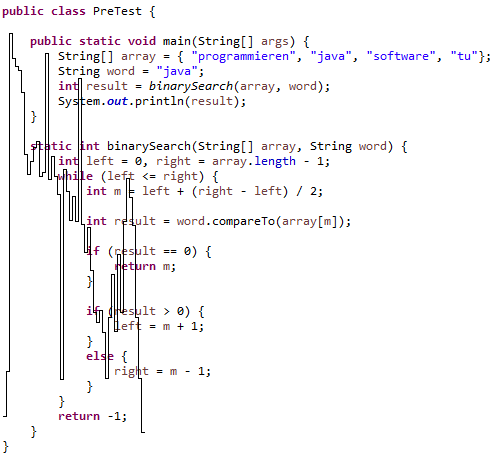 public class PreTest {
public static void main(String[] args) {
String[] array = { "programmieren", "java", "software", "tu"};
String word = "java";
int result = binarySearch(array, word);
System.out.println(result);
}
static int binarySearch(String[] array, String word) {
int left = 0, right = array.length - 1;
while (left <= right) {
int m = left + (right - left) / 2;
int result = word.compareTo(array[m]);
if (result == 0) {
return m;
}
if (result > 0) {
left = m + 1;
}
else {
right = m - 1;
}
}
return -1;
}
}